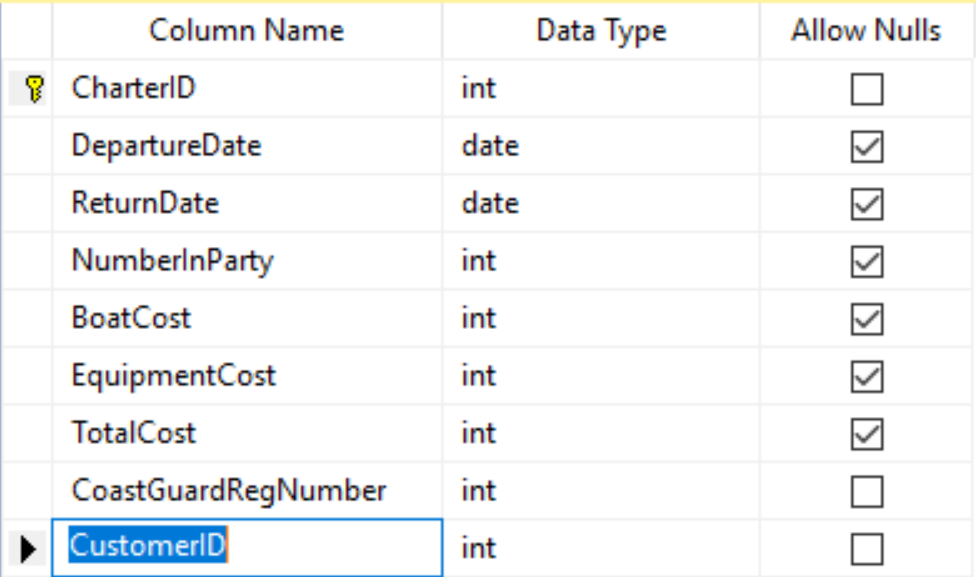 Column Name Data Type Allow Nulls
CharterID int
DepartureDate date
ReturnDate date
NumberInParty int
BoatCost int
EquipmentCost int
TotalCost int
CoastGuardRegNumber int
CustomerID int